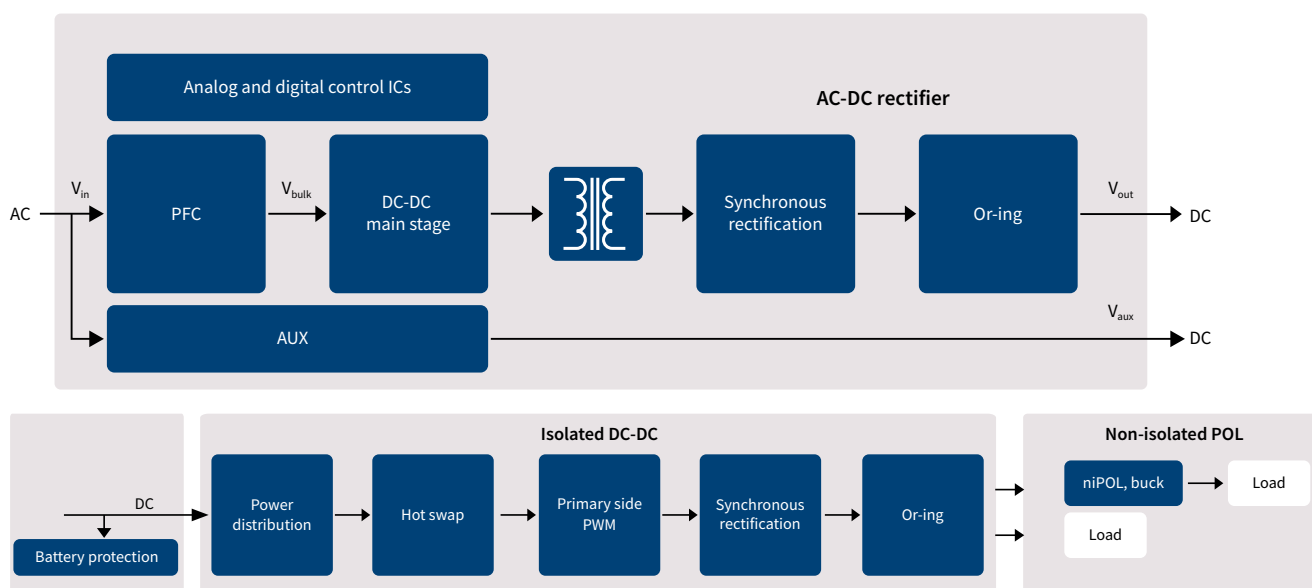 Analog and digital control ICs
AC-DC rectifier
AC
Vin
PFC
Vbulk
DC-DC
main stage
Synchronous
rectification
Or-ing
Vout
DC
AUX
Vaux
DC
Isolated DC-DC
Non-isolated POL
DC
Battery protection
Power
distribution
Hot swap
Primary side
PWM
Synchronous
rectification
Or-ing
niPOL, buck
Load
Load